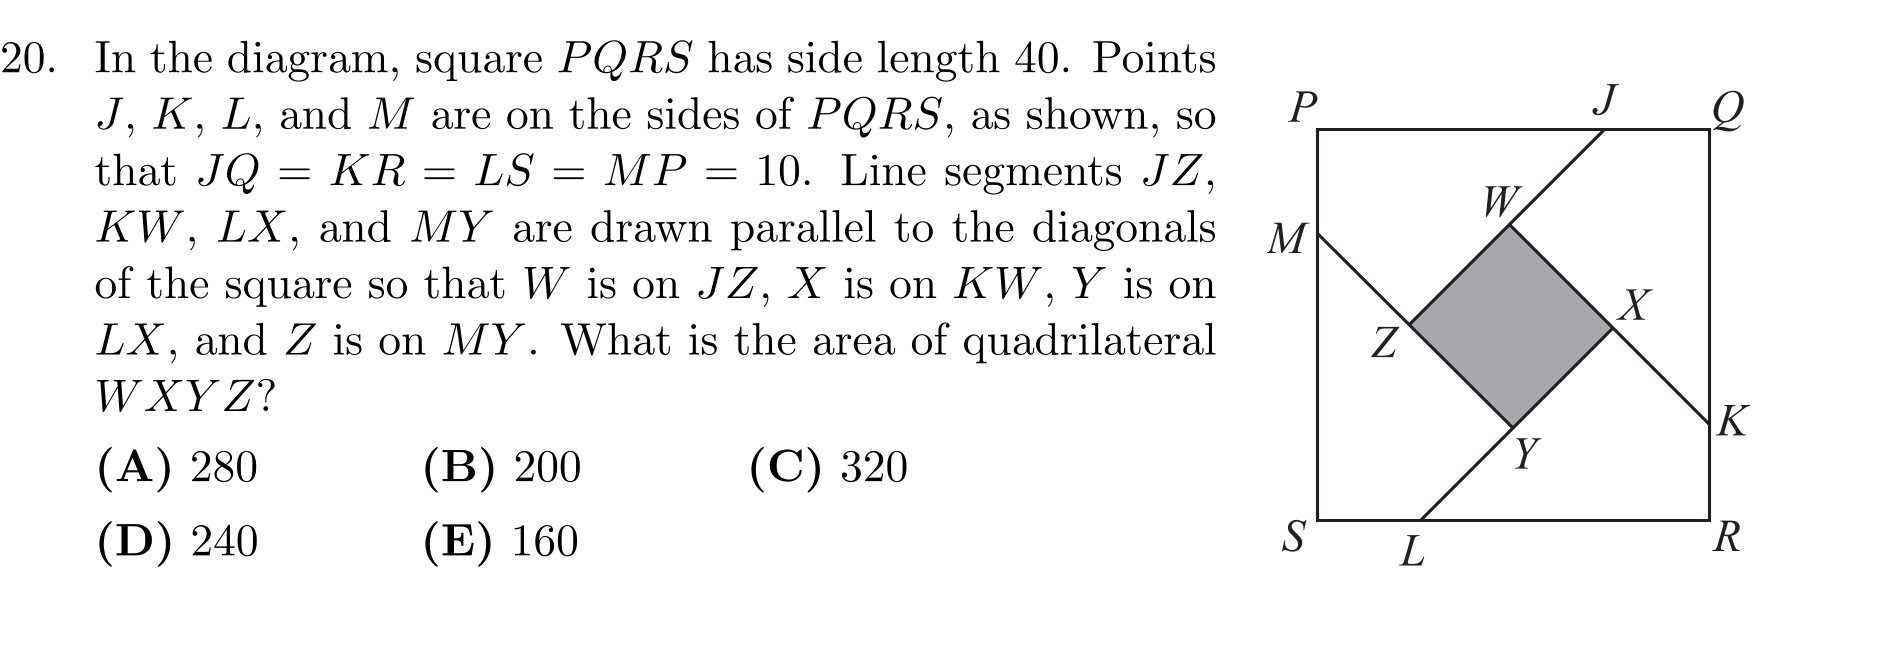 20. In the diagram, square PQRS has side length 40. Points
J, K, L, and M are on the sides of PQRS, as shown, so
that JQ = KR = LS = MP = 10. Line segments JZ,
KW, LX, and MY are drawn parallel to the diagonals
of the square so that W is on JZ, X is on KW, Y is on
LX, and Z is on MY. What is the area of quadrilateral
WXYZ?
(A) 280 (B) 200 (C) 320
(D) 240 (E) 160
P J Q
W
M
X
Z
K
Y
S L R